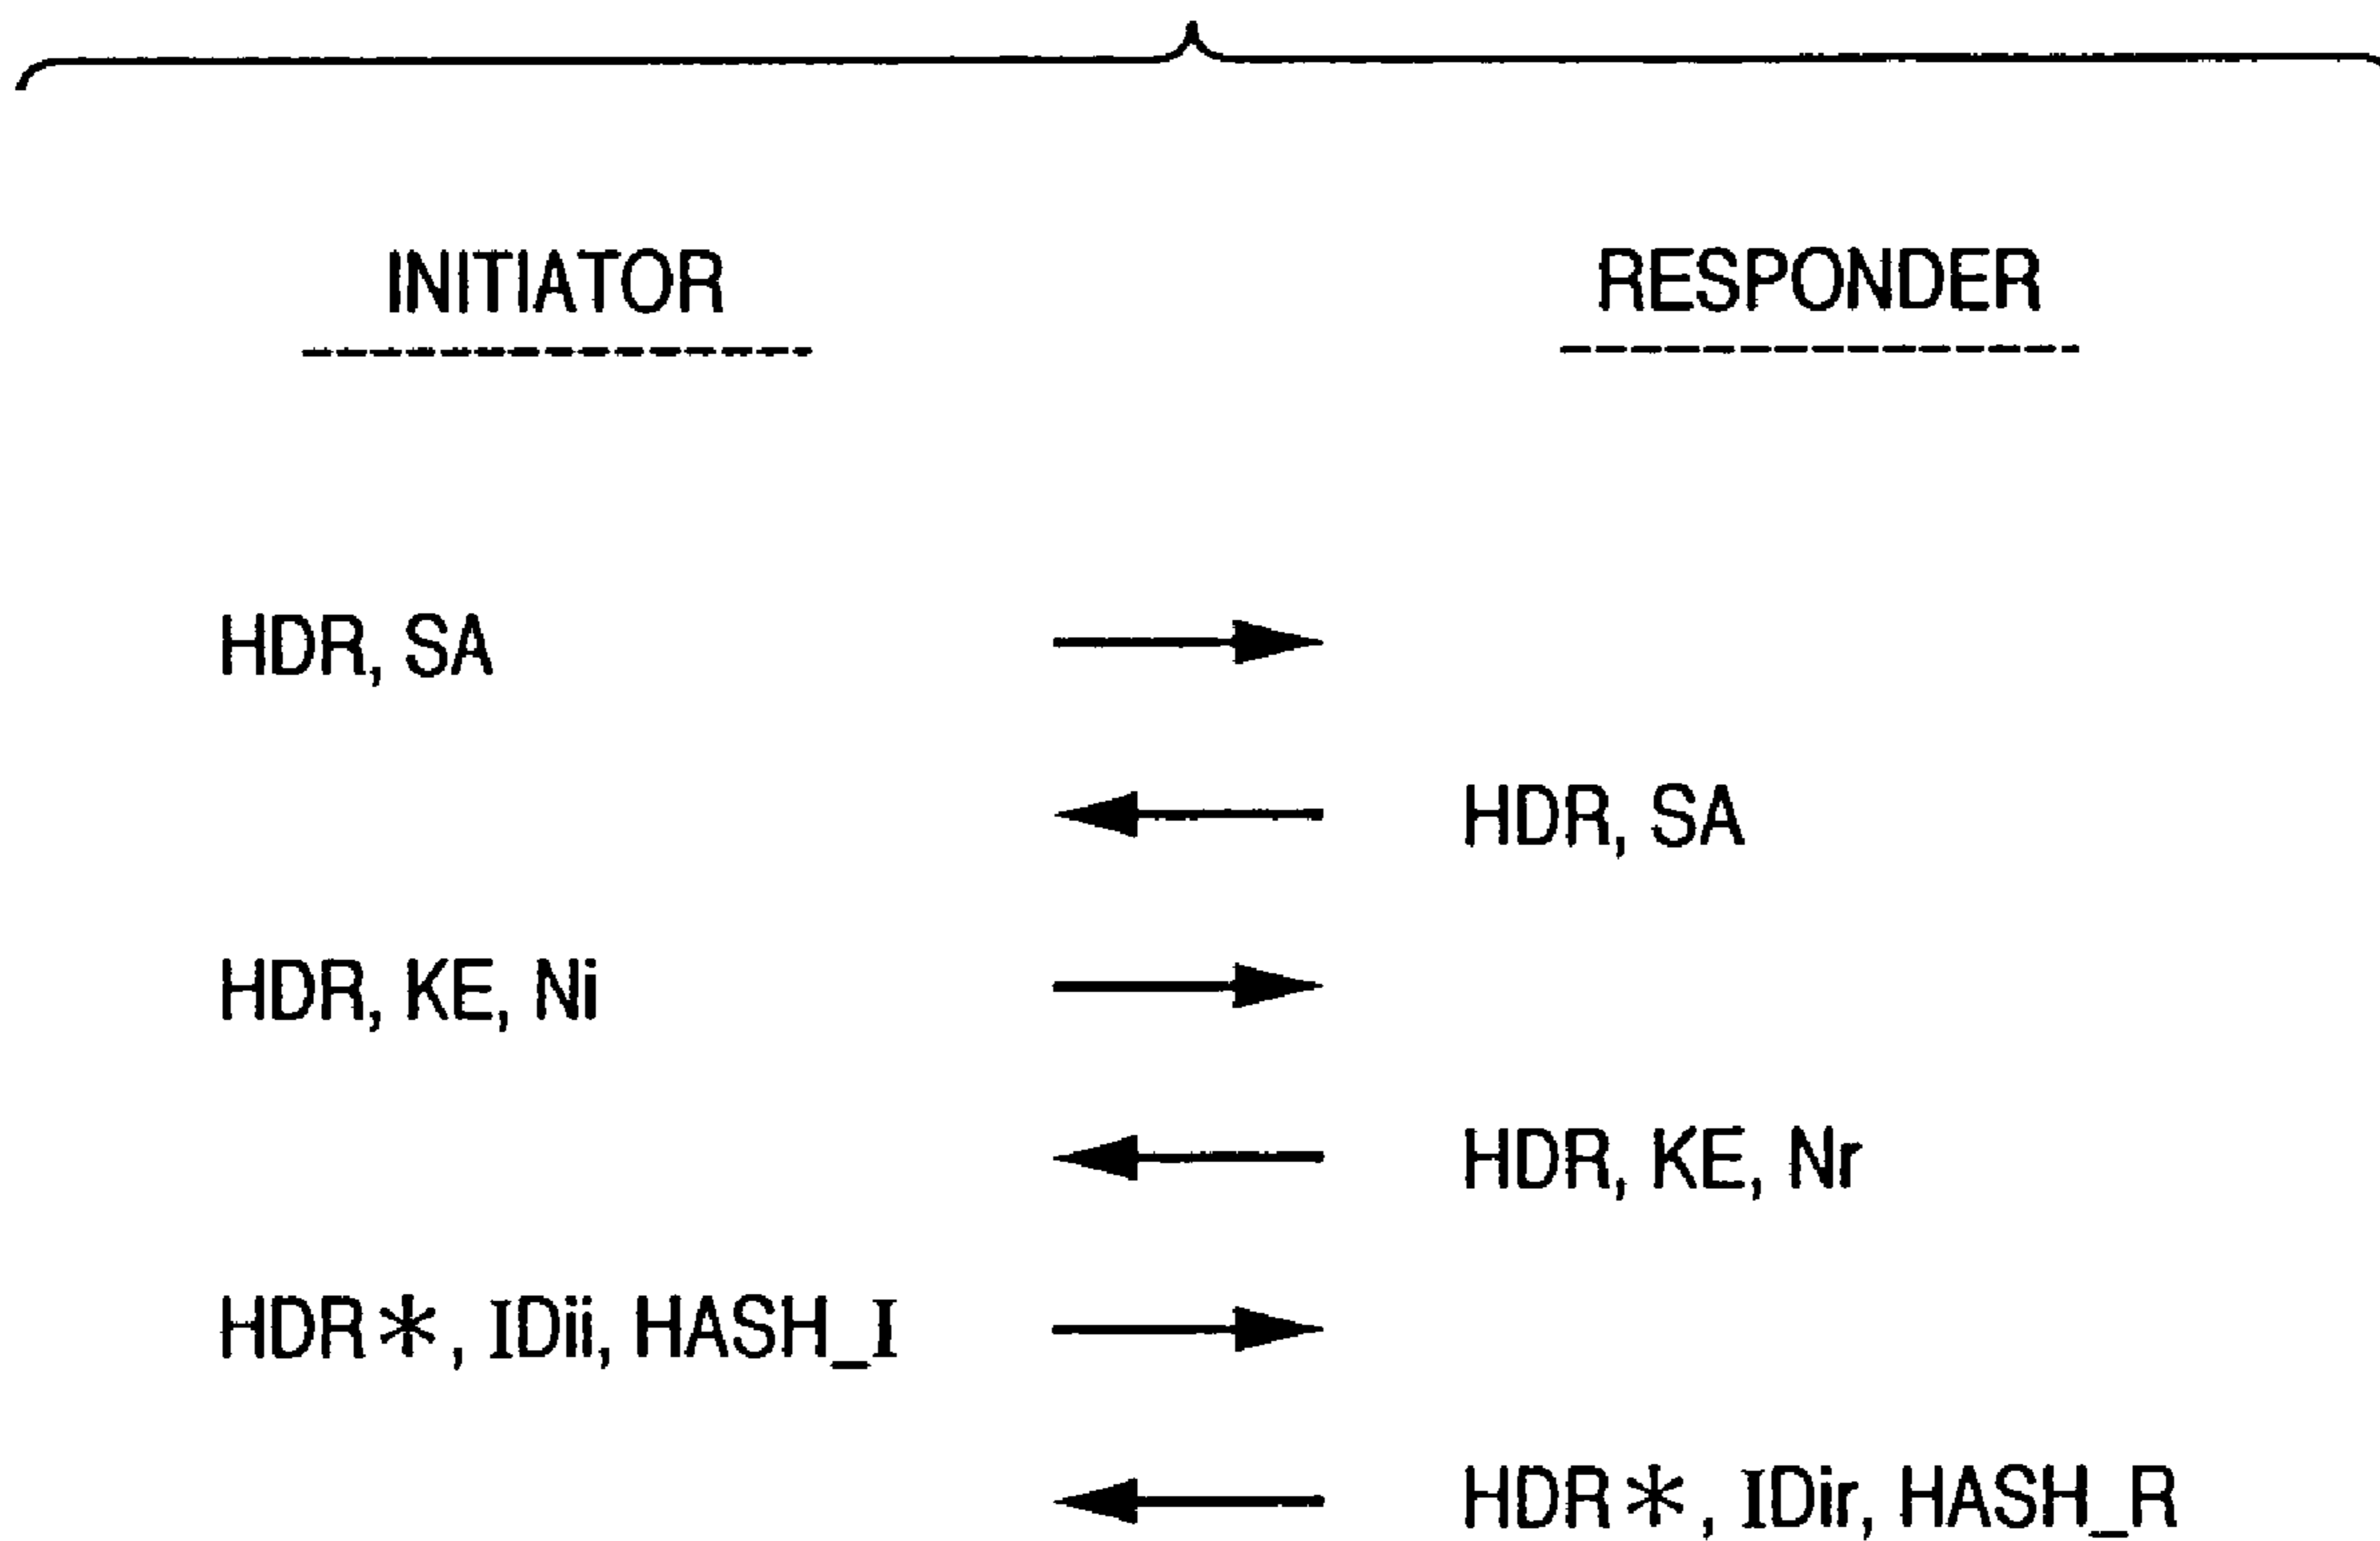 INITIATOR RESPONDER
HDR, SA
HDR, SA
HDR, KE, Ni
HDR, KE, Nr
HDR*, IDii, HASH_I
HDR*, IDir, HASH_R